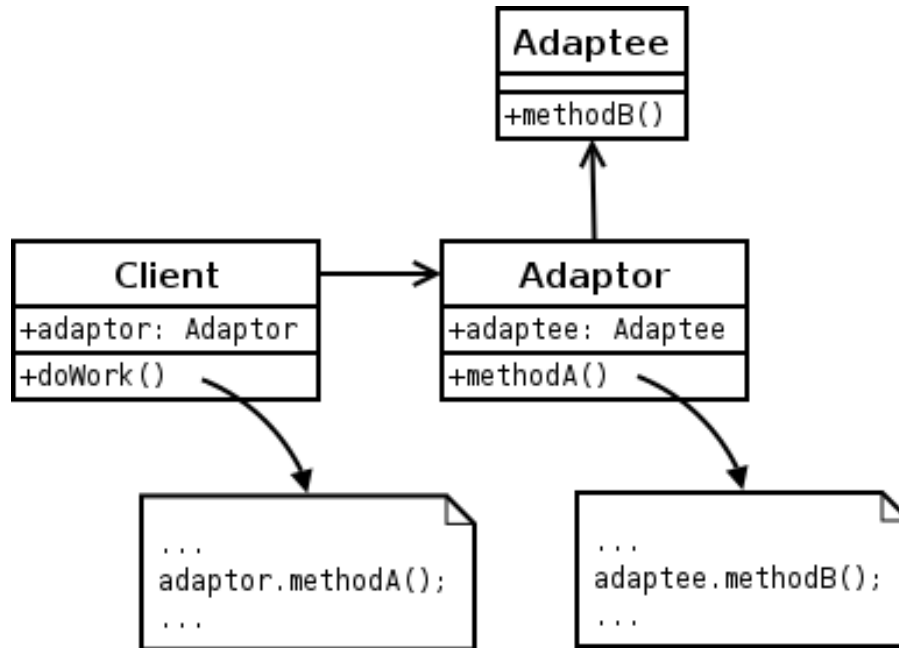 Adaptee
+methodB()
Client
+adaptor: Adaptor
+doWork()
Adaptor
+adaptee: Adaptee
+methodA()
...
adaptor.methodA();
...
...
adaptee.methodB();
...